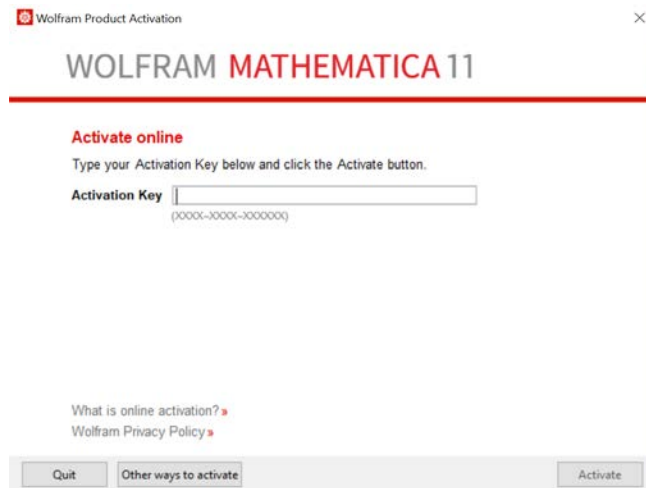 Wolfram Product Activation
WOLFRAM MATHEMATICA 11
Activate online
Type your Activation Key below and click the Activate button.
Activation Key
(XXXX-XXXX-XXXXXX)
What is online activation? »
Wolfram Privacy Policy »
Quit Other ways to activate Activate